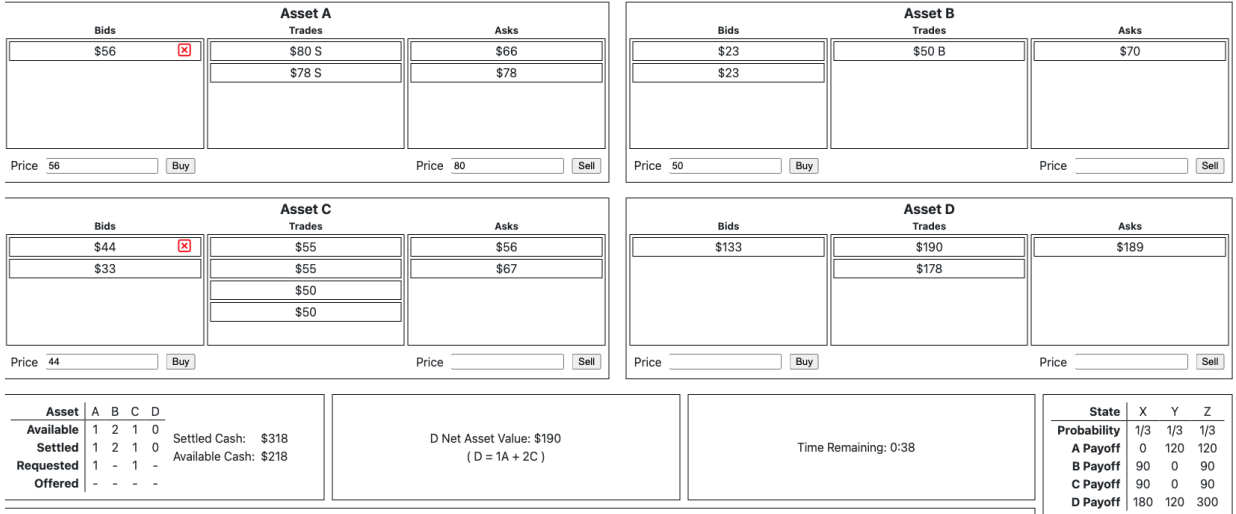 Asset A
Bids Trades Asks
$56 $80 S $66
$78 S $78
Price 56 Buy Price 80 Sell
Asset B
Bids Trades Asks
$23 $50 B $70
$23
Price 50 Buy Price Sell
Asset C
Bids Trades Asks
$44 $55 $56
$33 $55 $67
$50
$50
Price 44 Buy Price Sell
Asset D
Bids Trades Asks
$133 $190 $189
$178
Price Buy Price Sell
Asset A B C D
Available 1 2 1 0
Settled 1 2 1 0
Requested 1 - 1 -
Offered - - - -
Settled Cash: $318
Available Cash: $218
D Net Asset Value: $190
( D = 1A + 2C )
Time Remaining: 0:38
State X Y Z
Probability 1/3 1/3 1/3
A Payoff 0 120 120
B Payoff 90 0 90
C Payoff 90 0 90
D Payoff 180 120 300